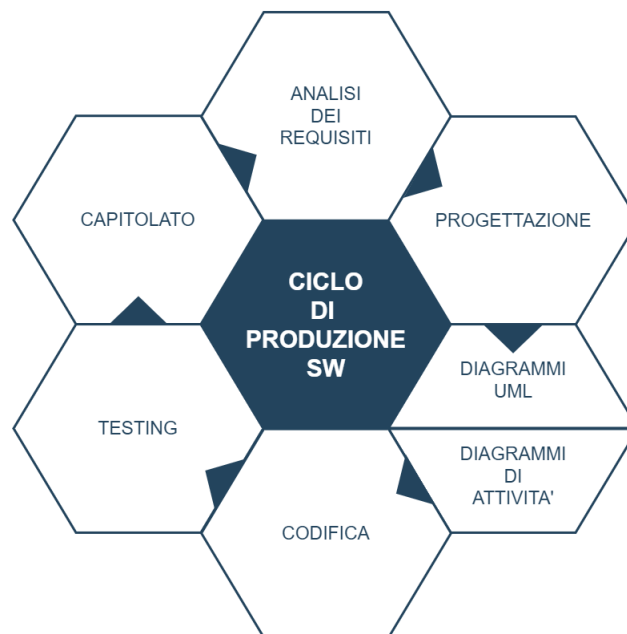 ANALISI
DEI
REQUISITI
CAPITOLATO
PROGETTAZIONE
CICLO
DI
PRODUZIONE
SW
DIAGRAMMI
UML
TESTING
DIAGRAMMI
DI
ATTIVITA'
CODIFICA